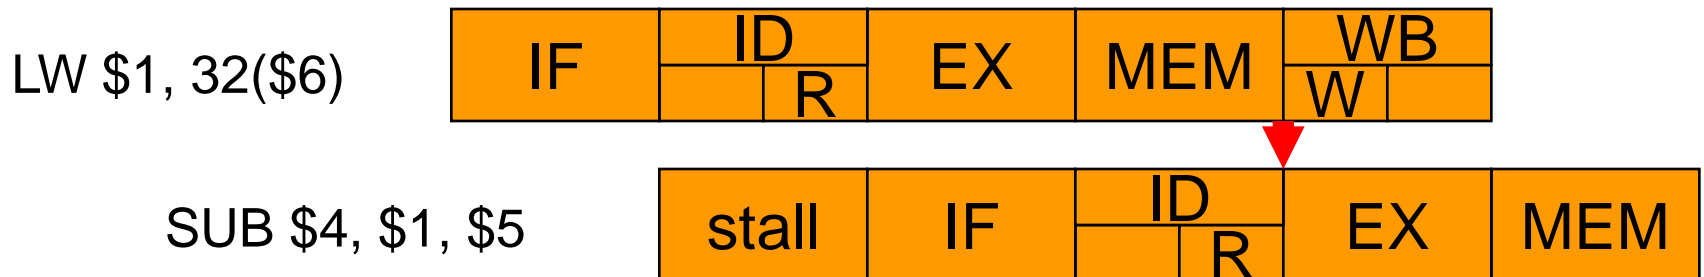 LW $1, 32($6) IF ID R EX MEM WB W
SUB $4, $1, $5 stall IF ID R EX MEM